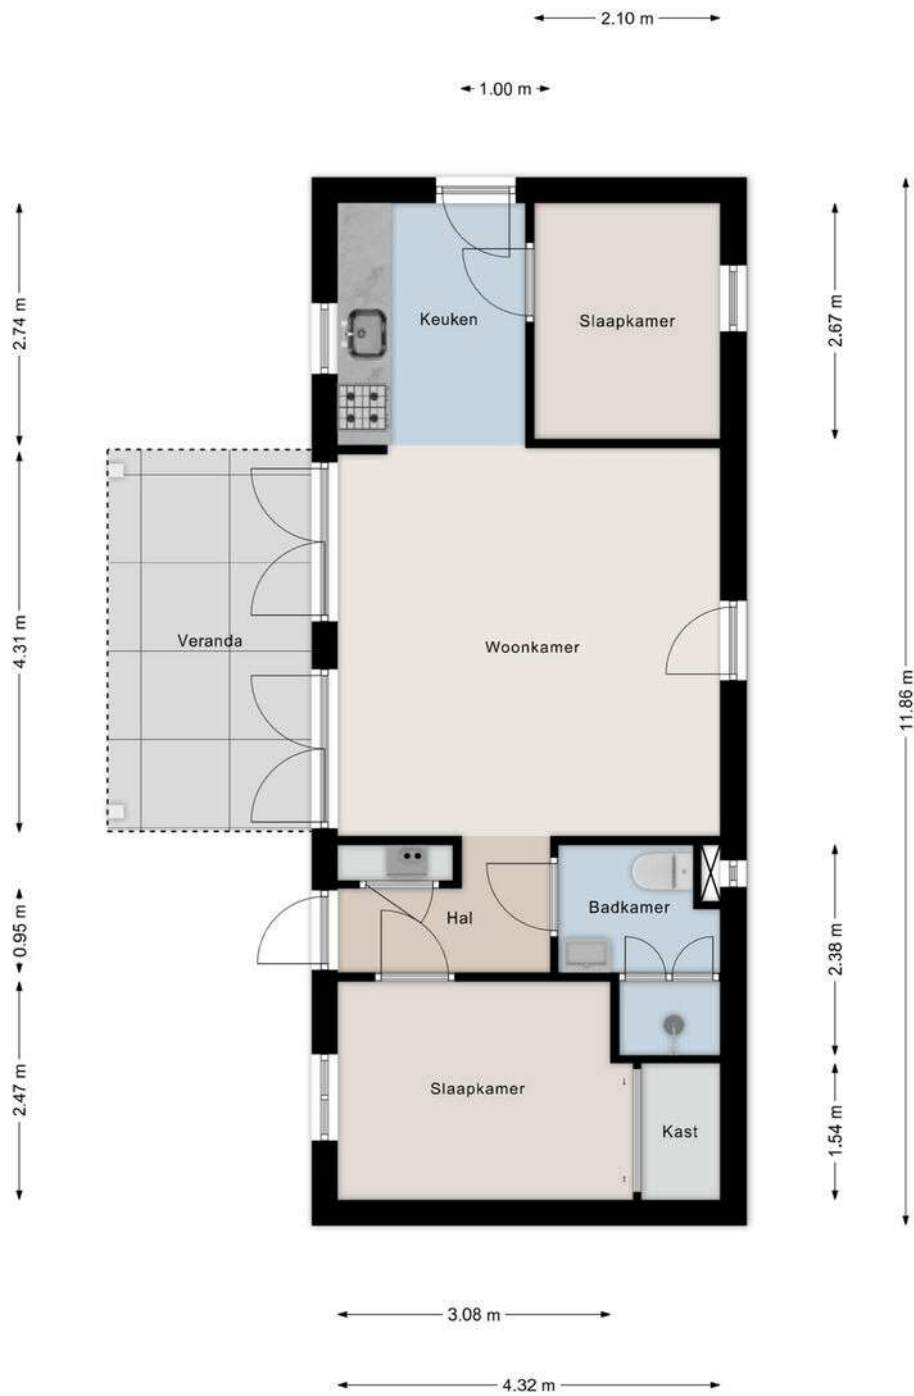 2.10 m
1.00 m
2.74 m
Keuken
Slaapkamer
2.67 m
4.31 m
Veranda
Woonkamer
11.86 m
0.95 m
Hal
Badkamer
2.38 m
2.47 m
Slaapkamer
Kast
1.54 m
3.08 m
4.32 m